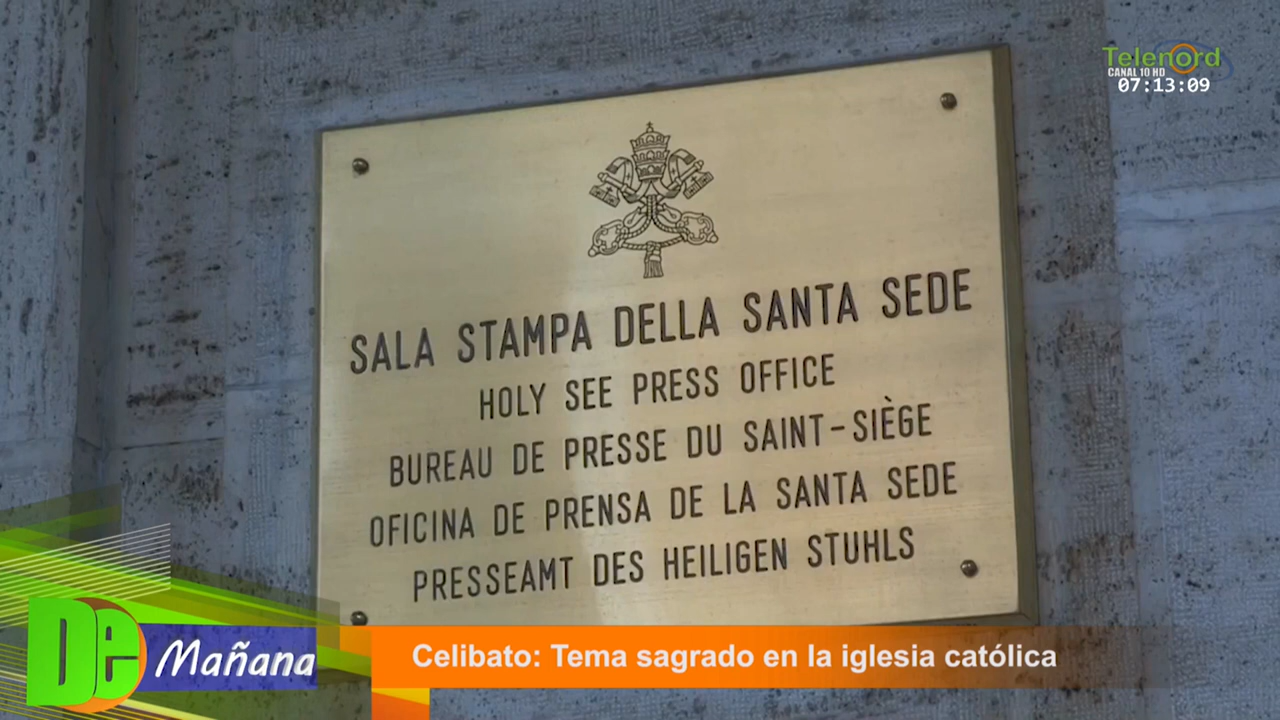 Telenord
CANAL 10 HD
07:13:09
SALA STAMPA DELLA SANTA SEDE
HOLY SEE PRESS OFFICE
BUREAU DE PRESSE DU SAINT-SIÈGE
OFICINA DE PRENSA DE LA SANTA SEDE
PRESSEAMT DES HEILIGEN STUHLS
De Mañana
Celibato: Tema sagrado en la iglesia católica